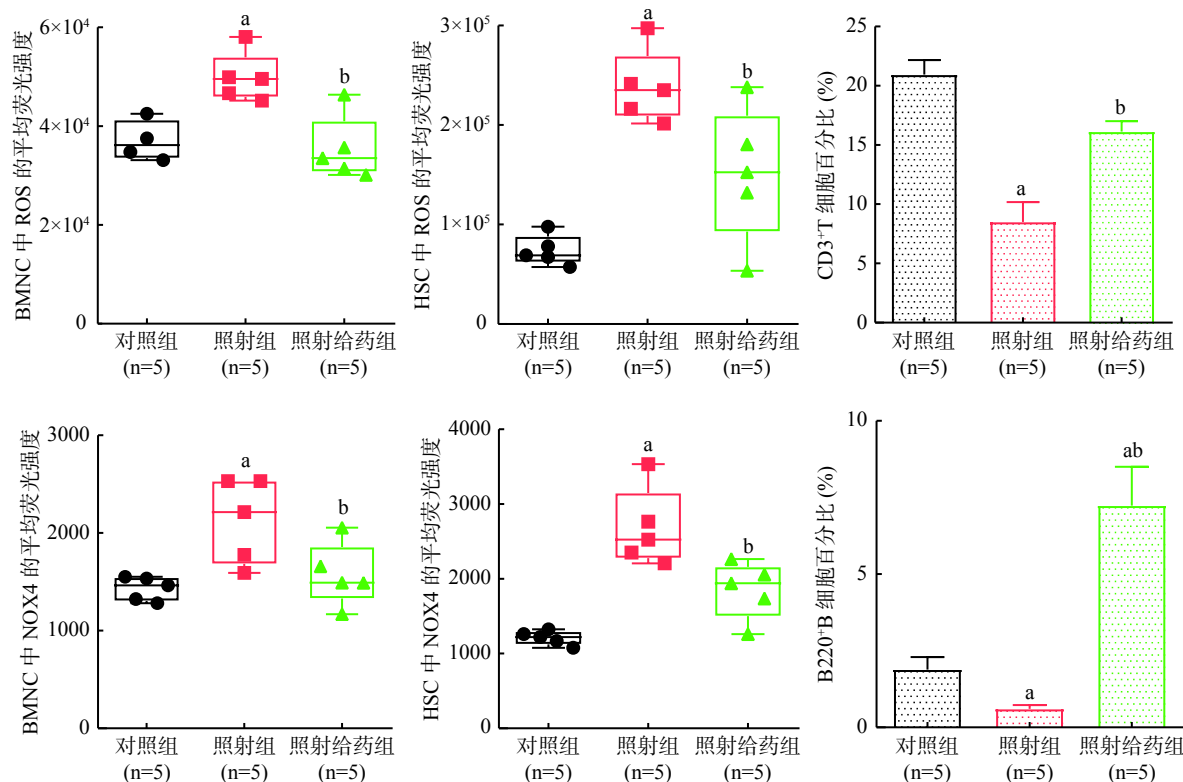 BMNC 中 ROS 的平均荧光强度
6×10⁴
4×10⁴
2×10⁴
0
a
b
对照组
(n=5)
照射组
(n=5)
照射给药组
(n=5)
HSC 中 ROS 的平均荧光强度
3×10⁵
2×10⁵
1×10⁵
0
a
b
对照组
(n=5)
照射组
(n=5)
照射给药组
(n=5)
CD3⁺T 细胞百分比 (%)
25
20
15
10
5
0
a
b
对照组
(n=5)
照射组
(n=5)
照射给药组
(n=5)
BMNC 中 NOX4 的平均荧光强度
3000
2000
1000
0
a
b
对照组
(n=5)
照射组
(n=5)
照射给药组
(n=5)
HSC 中 NOX4 的平均荧光强度
4000
3000
2000
1000
0
a
b
对照组
(n=5)
照射组
(n=5)
照射给药组
(n=5)
B220⁺B 细胞百分比 (%)
10
5
0
a
ab
对照组
(n=5)
照射组
(n=5)
照射给药组
(n=5)